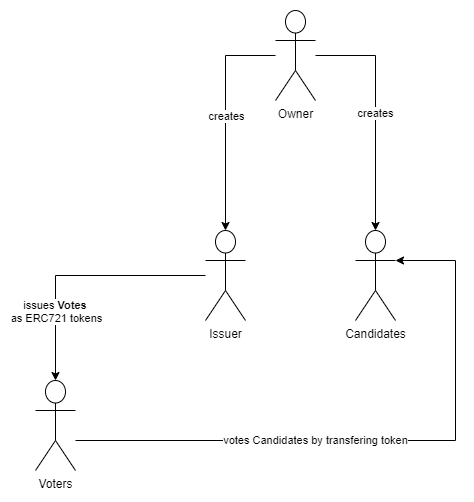 Owner
creates
creates
Issuer
Candidates
issues Votes
as ERC721 tokens
votes Candidates by transfering token
Voters